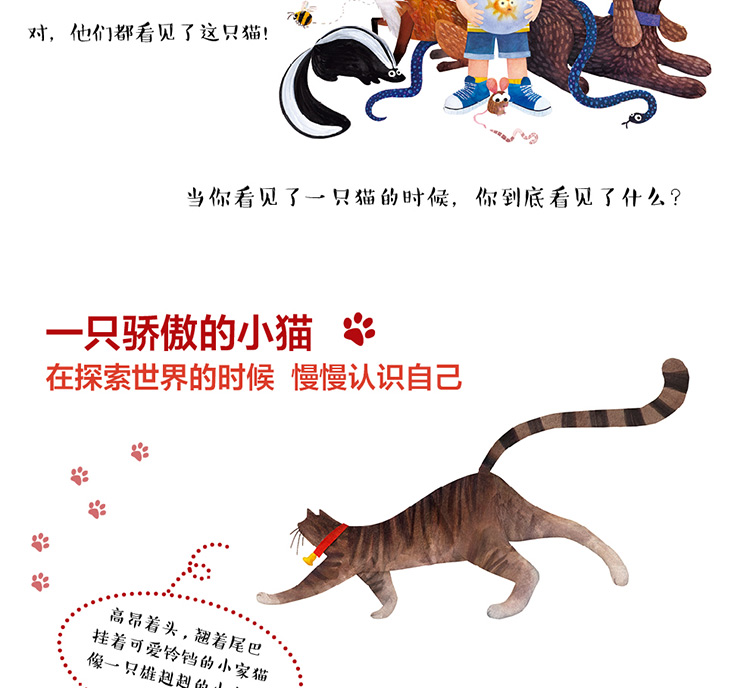 对，他们都看见了这只猫！
当你看见了一只猫的时候，你到底看见了什么？
一只骄傲的小猫
在探索世界的时候 慢慢认识自己
高昂着头，翘着尾巴
挂着可爱铃铛的小家猫
像一只雄赳赳的小